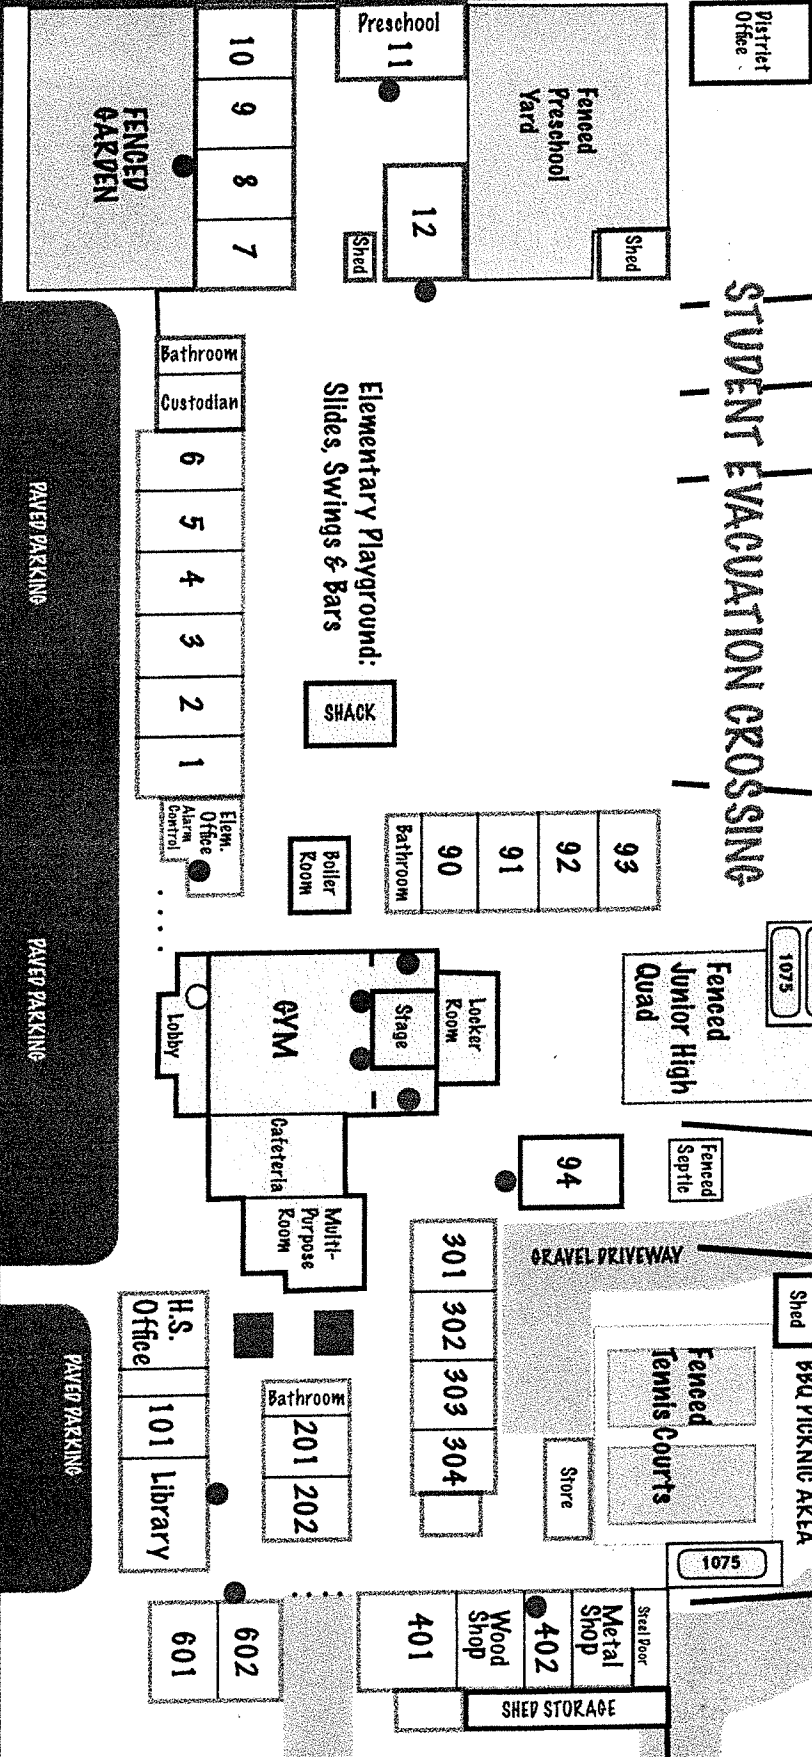 District
Office
Preschool
11
10
9
8
7
FENCED
GARDEN
Fenced
Preschool
Yard
12
Shed
Shed
STUDENT EVACUATION CROSSING
Bathroom
Custodian
6
5
4
3
2
1
Elem.
Office
Alarm
Control
Elementary Playground:
Slides, Swings & Bars
SHACK
PAVED PARKING
PAVED PARKING
PAVED PARKING
Boiler
Room
Bathroom
90
91
92
93
1075
Fenced
Junior High
Quad
Locker
Room
Stage
GYM
Lobby
Cafeteria
Multi-
Purpose
Room
94
Fenced
Septic
GRAVEL DRIVEWAY
Shed
BBQ PICKNIC AREA
301
302
303
304
Fenced
Tennis Courts
Store
H.S.
Office
101
Library
Bathroom
201
202
1075
601
602
401
Wood
Shop
402
Metal
Shop
Steel Door
SHED STORAGE